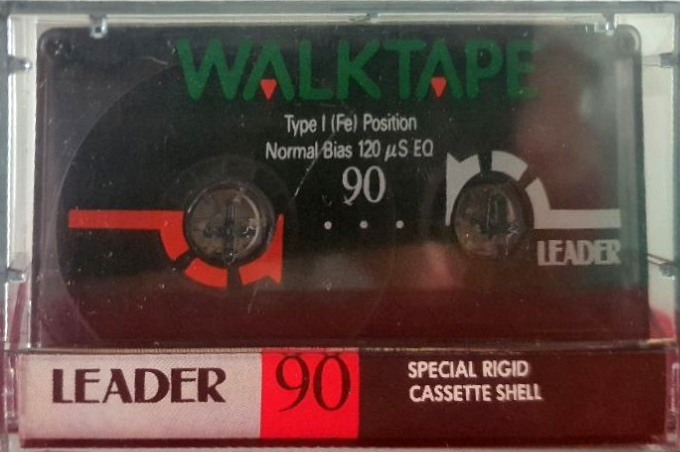 WALKTAPE
Type I (Fe) Position
Normal Bias 120 µS EQ
90
LEADER
LEADER 90 SPECIAL RIGID
CASSETTE SHELL